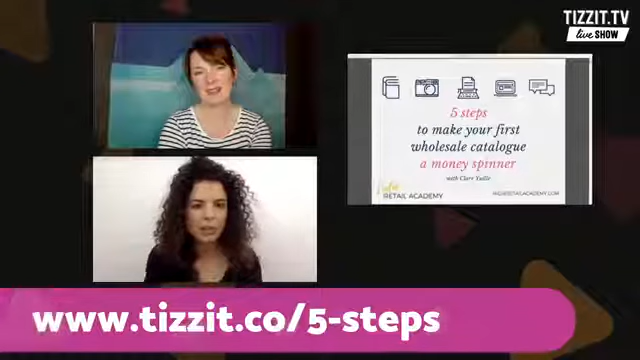 TIZZIT.TV
live SHOW
5 steps
to make your first
wholesale catalogue
a money spinner
with Clare Yuille
RETAIL ACADEMY
www.tizzit.co/5-steps